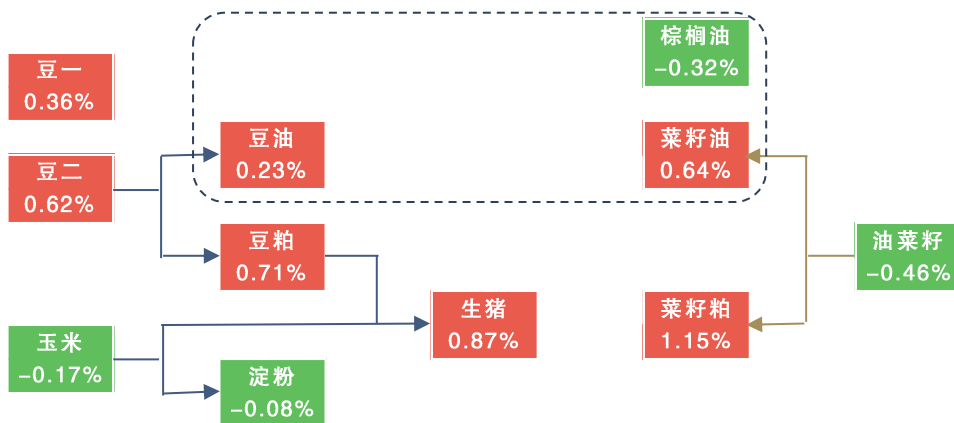 棕榈油
-0.32%
豆一
0.36%
豆油
0.23%
菜籽油
0.64%
豆二
0.62%
豆粕
0.71%
油菜籽
-0.46%
生猪
0.87%
菜籽粕
1.15%
玉米
-0.17%
淀粉
-0.08%